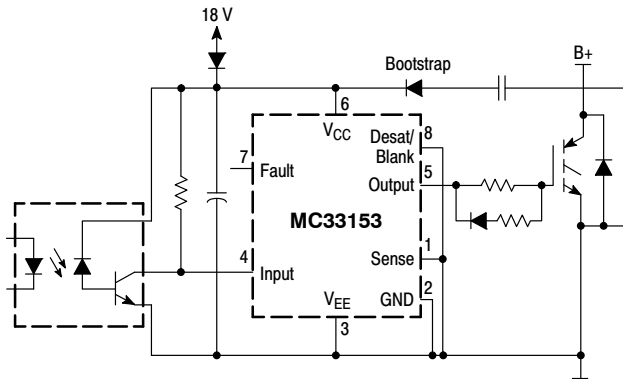 18 V
Bootstrap
B+
6
VCC
Desat/
Blank
8
7
Fault
5
Output
MC33153
4
Input
1
Sense
2
GND
VEE
3